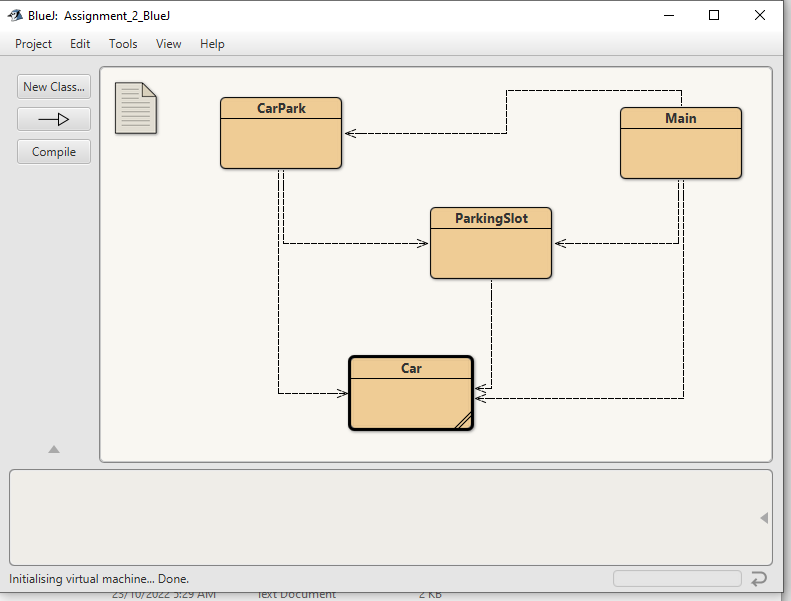 BlueJ: Assignment_2_BlueJ
Project Edit Tools View Help
New Class...
Compile
CarPark
Main
ParkingSlot
Car
Initialising virtual machine... Done.
23/10/2022 5:29 AM Text Document 2 KB